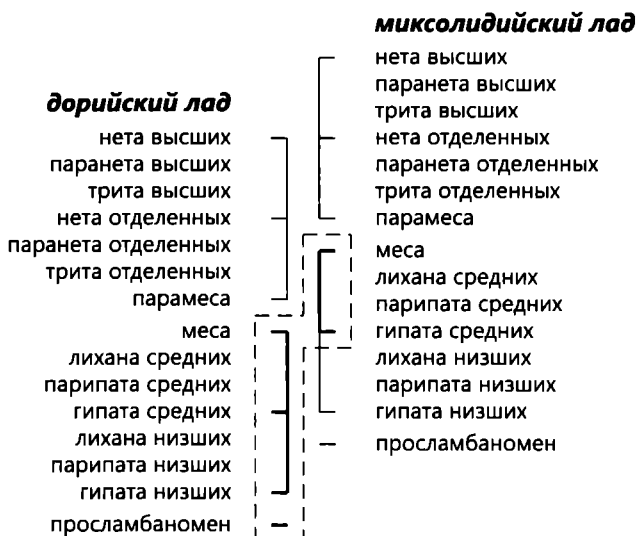 миксолидийский лад
нета высших
паранета высших
трита высших
нета отделенных
паранета отделенных
трита отделенных
парамеса
меса
лихана средних
парипата средних
гипата средних
лихана низших
парипата низших
гипата низших
просламбаномен
дорийский лад
нета высших
паранета высших
трита высших
нета отделенных
паранета отделенных
трита отделенных
парамеса
меса
лихана средних
парипата средних
гипата средних
лихана низших
парипата низших
гипата низших
просламбаномен